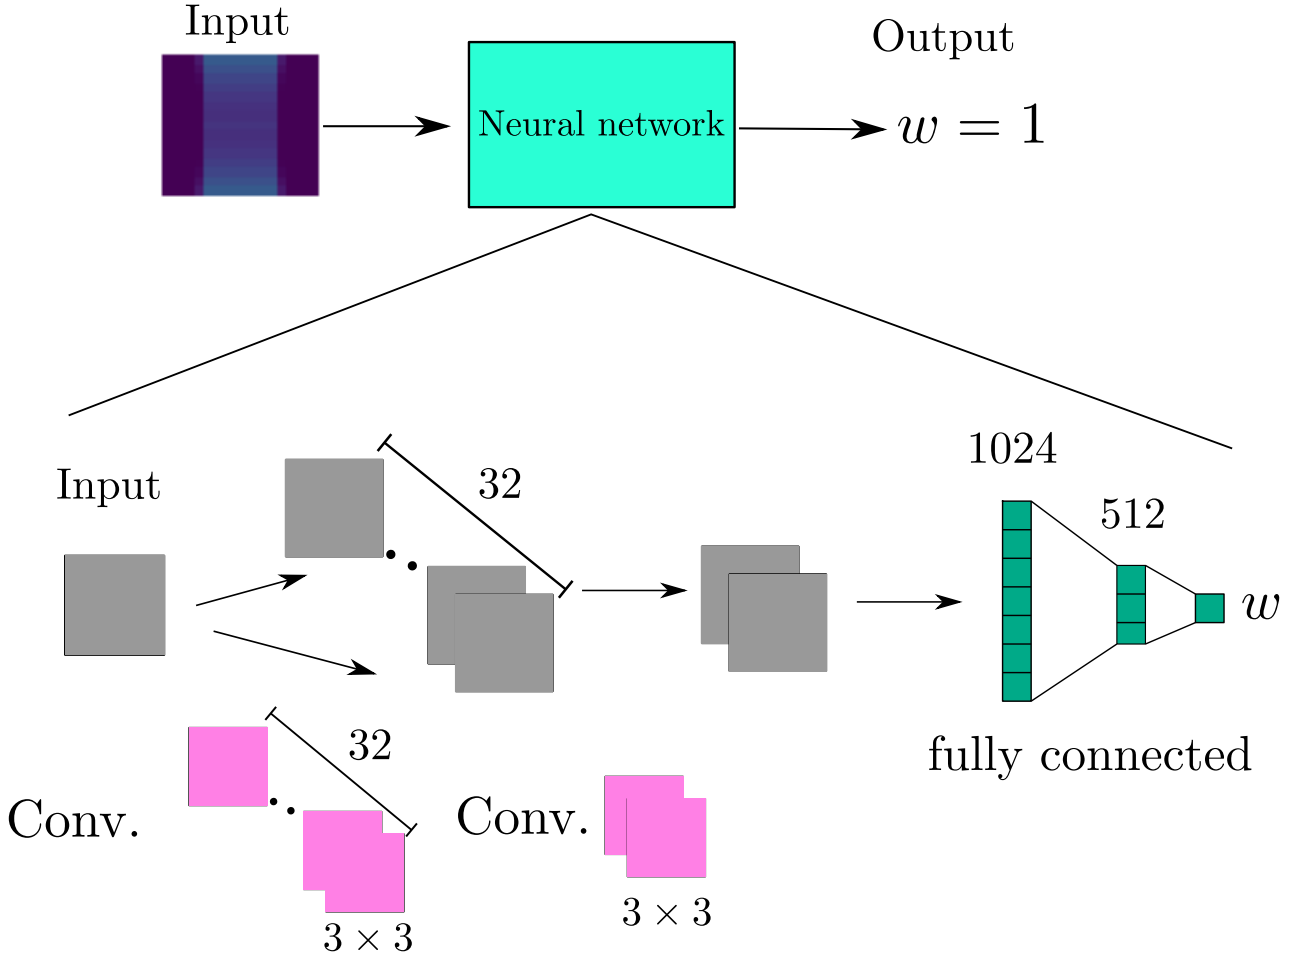 Input
Neural network
Output
w = 1
Input
32
1024
512
w
fully connected
Conv.
32
3 × 3
Conv.
3 × 3